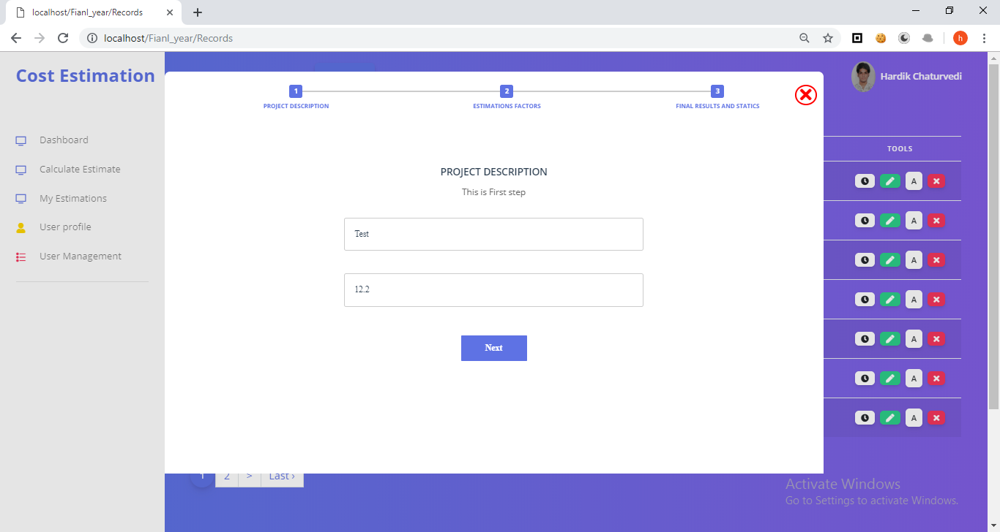 localhost/Fianl_year/Records
localhost/Fianl_year/Records
h
Cost Estimation
Hardik Chaturvedi
1
2
3
PROJECT DESCRIPTION
ESTIMATIONS FACTORS
FINAL RESULTS AND STATICS
Dashboard
Calculate Estimate
My Estimations
User profile
User Management
PROJECT DESCRIPTION
This is First step
Test
12.2
Next
TOOLS
A
A
A
A
A
A
A
1
2
>
Last ›
Activate Windows
Go to Settings to activate Windows.